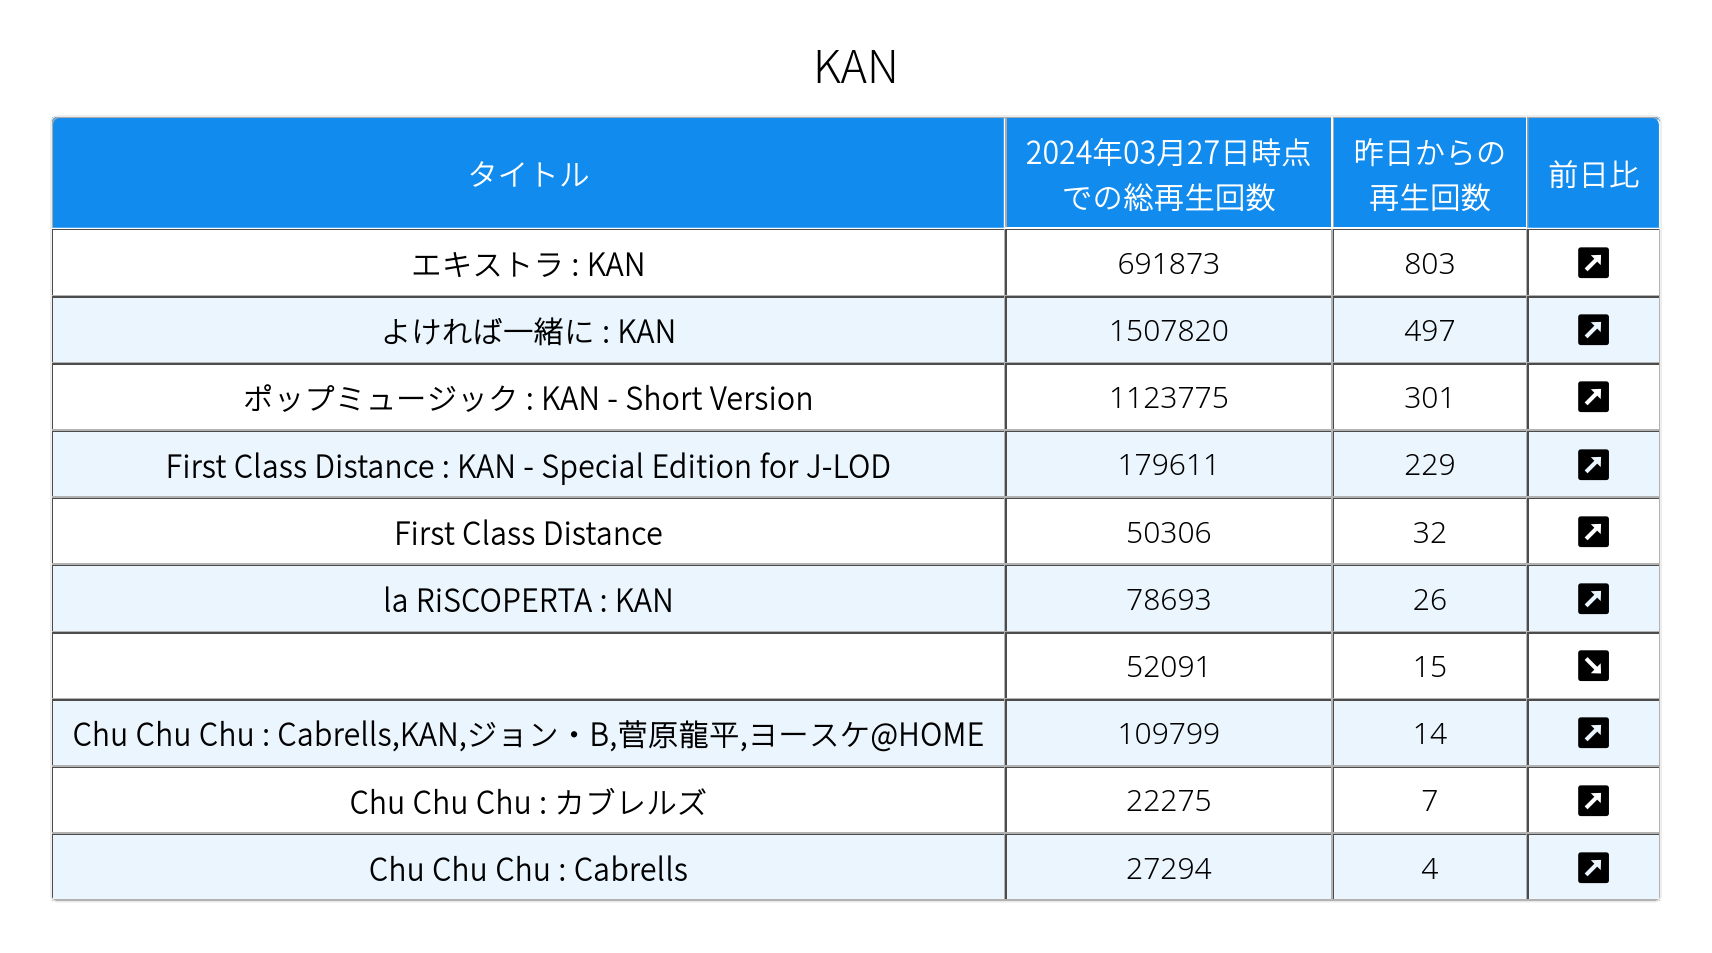 KAN
タイトル 2024年03月27日時点での総再生回数 昨日からの再生回数 前日比
エキストラ : KAN 691873 803
よければ一緒に : KAN 1507820 497
ポップミュージック : KAN - Short Version 1123775 301
First Class Distance : KAN - Special Edition for J-LOD 179611 229
First Class Distance 50306 32
la RiSCOPERTA : KAN 78693 26
52091 15
Chu Chu Chu : Cabrells,KAN,ジョン・B,菅原龍平,ヨースケ@HOME 109799 14
Chu Chu Chu : カブレルズ 22275 7
Chu Chu Chu : Cabrells 27294 4